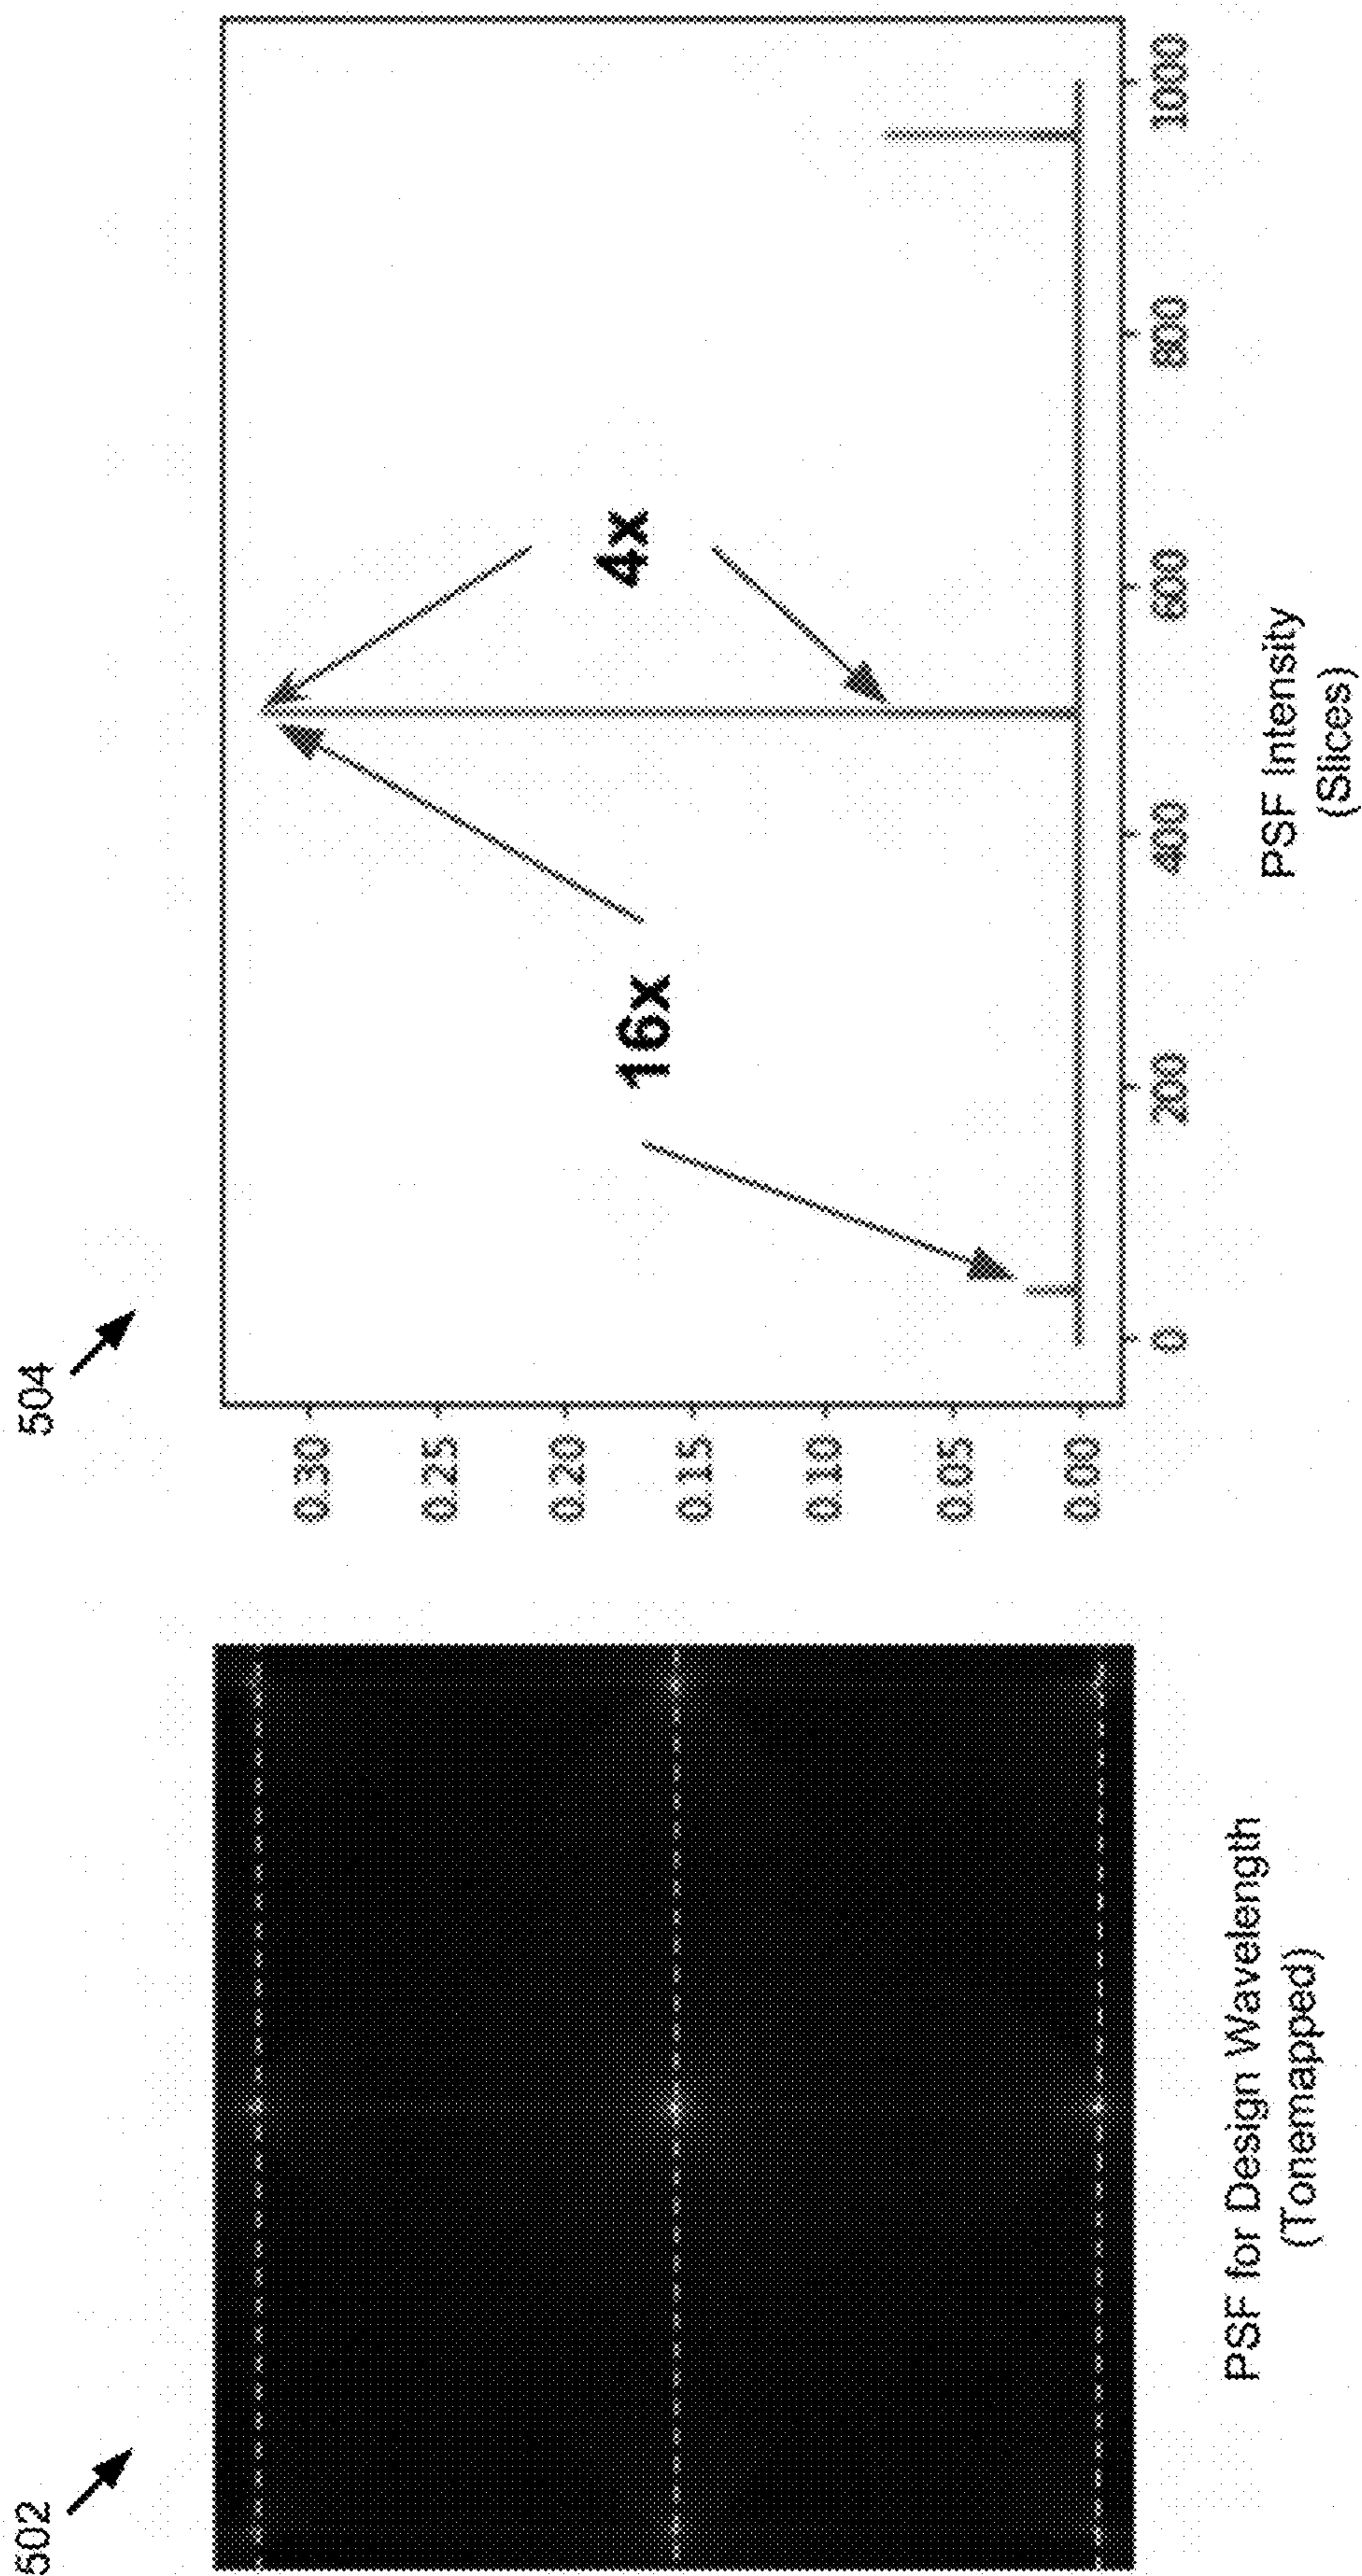 502
PSF for Design Wavelength
(Tonemapped)
504
0.30
0.25
0.20
0.15
0.10
0.05
0.00
16x
4x
0
200
400
600
800
1000
PSF Intensity
(Slices)